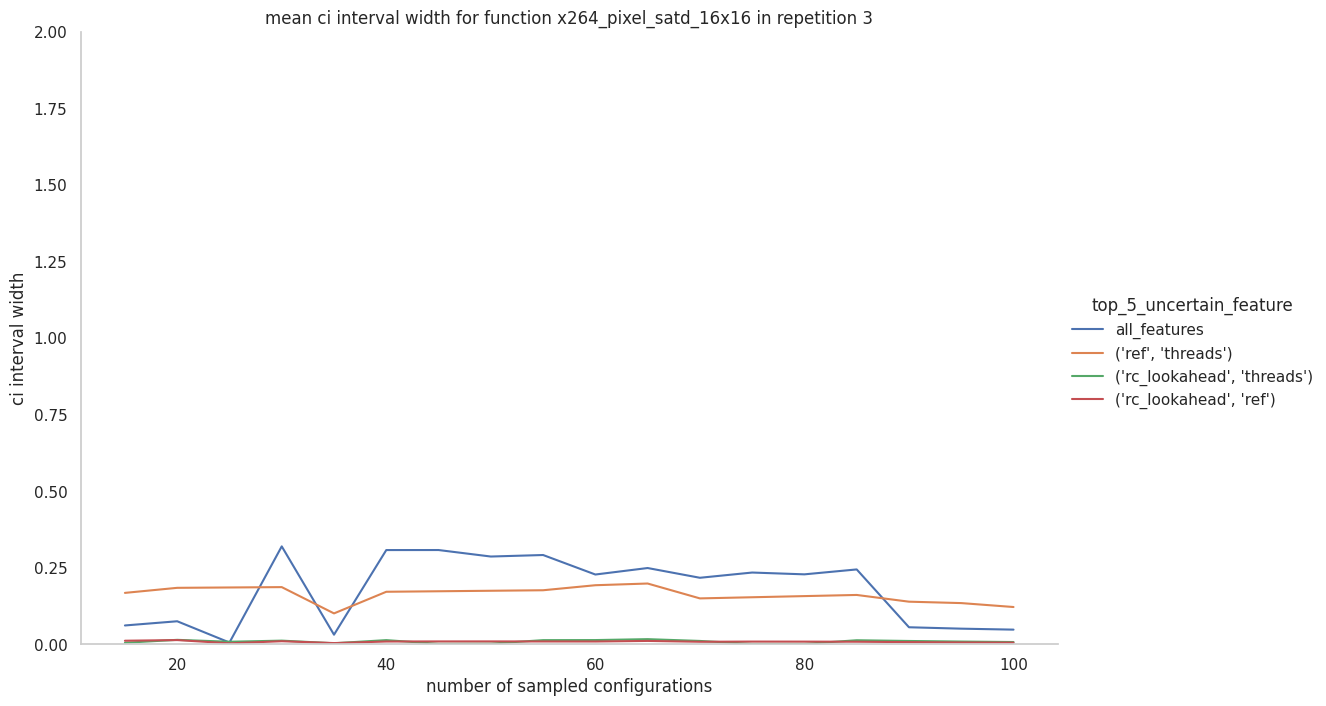 mean ci interval width for function x264_pixel_satd_16x16 in repetition 3
2.00
1.75
1.50
1.25
1.00
0.75
0.50
0.25
0.00
ci interval width
20
40
60
80
100
number of sampled configurations
top_5_uncertain_feature
all_features
('ref', 'threads')
('rc_lookahead', 'threads')
('rc_lookahead', 'ref')